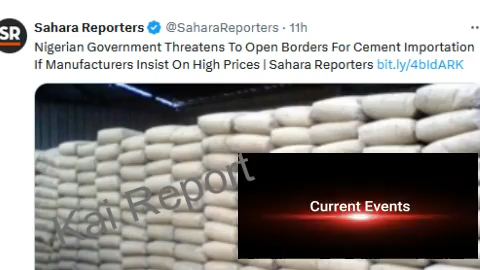 SR
Sahara Reporters @SaharaReporters · 11h
Nigerian Government Threatens To Open Borders For Cement Importation
If Manufacturers Insist On High Prices | Sahara Reporters bit.ly/4bIdARK
Kai Report
Current Events